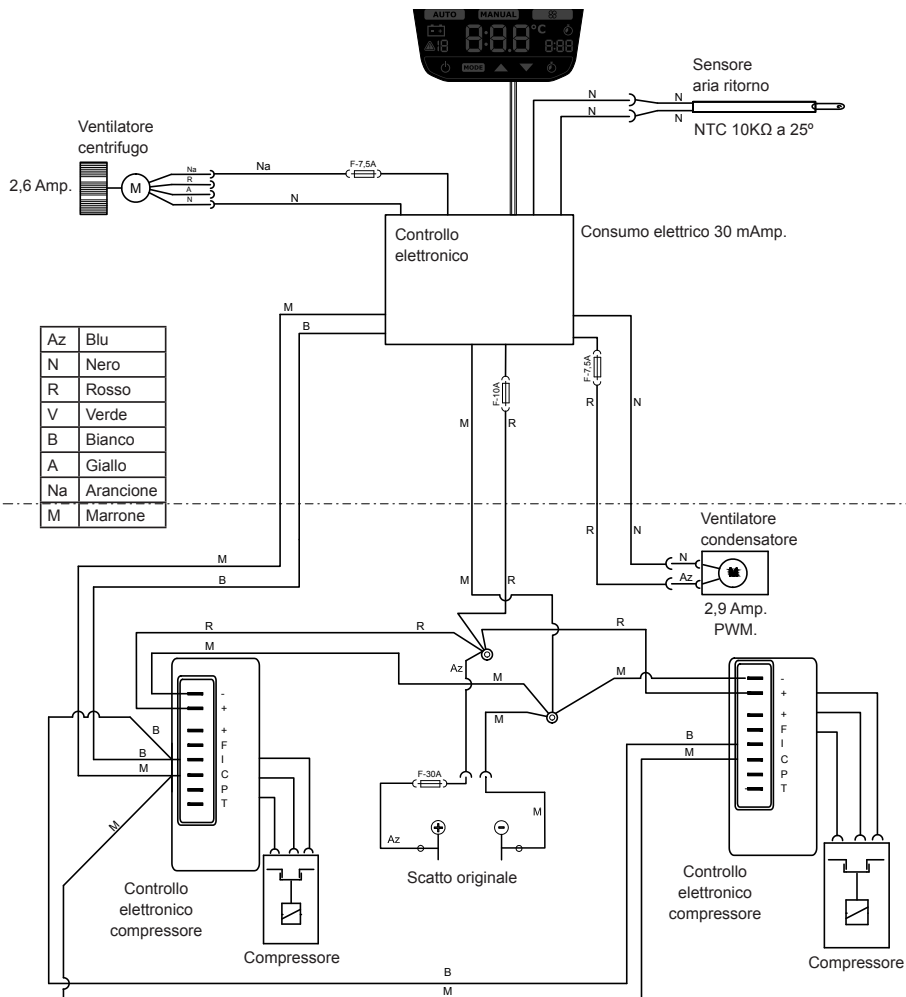 AUTO MANUAL
8:8.8 °C
18 8:88
MODE
Sensore
aria ritorno
N N
N N
NTC 10KΩ a 25º
Ventilatore
centrifugo
2,6 Amp.
M
Na
R
A
N
Na
F-7,5A
N
Controllo
elettronico
Consumo elettrico 30 mAmp.
M
B
Az Blu
N Nero
R Rosso
V Verde
B Bianco
A Giallo
Na Arancione
M Marrone
F-10A
F-7,5A
M R
R N
R N
Ventilatore
condensatore
N
Az
2,9 Amp.
PWM.
M
B
M R
R R
M
R
Az
M
M
M
-
+
+
F
I
C
P
T
B
B
M
M
F-30A
Az
+
-
M
Scatto originale
B
M
-
+
+
F
I
C
P
T
Controllo
elettronico
compressore
Compressore
Controllo
elettronico
compressore
Compressore
B
M